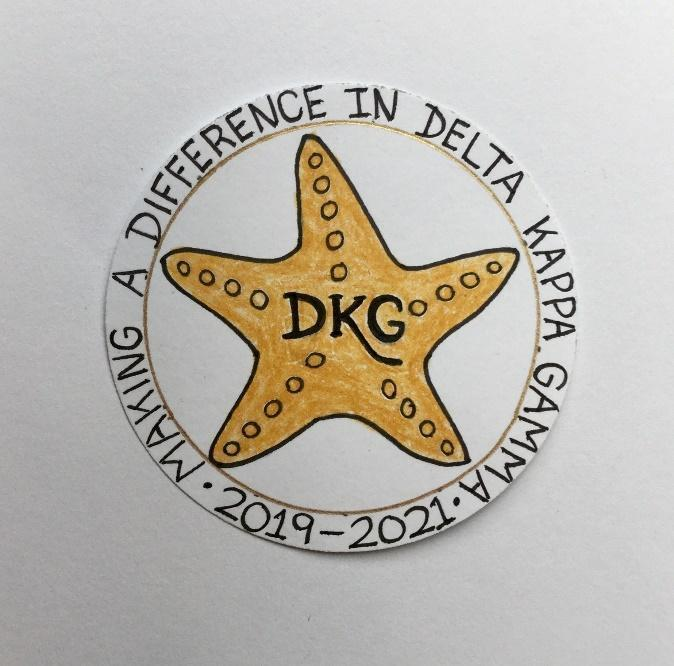 MAKING A DIFFERENCE IN DELTA KAPPA GAMMA
• 2019-2021 •
DKG